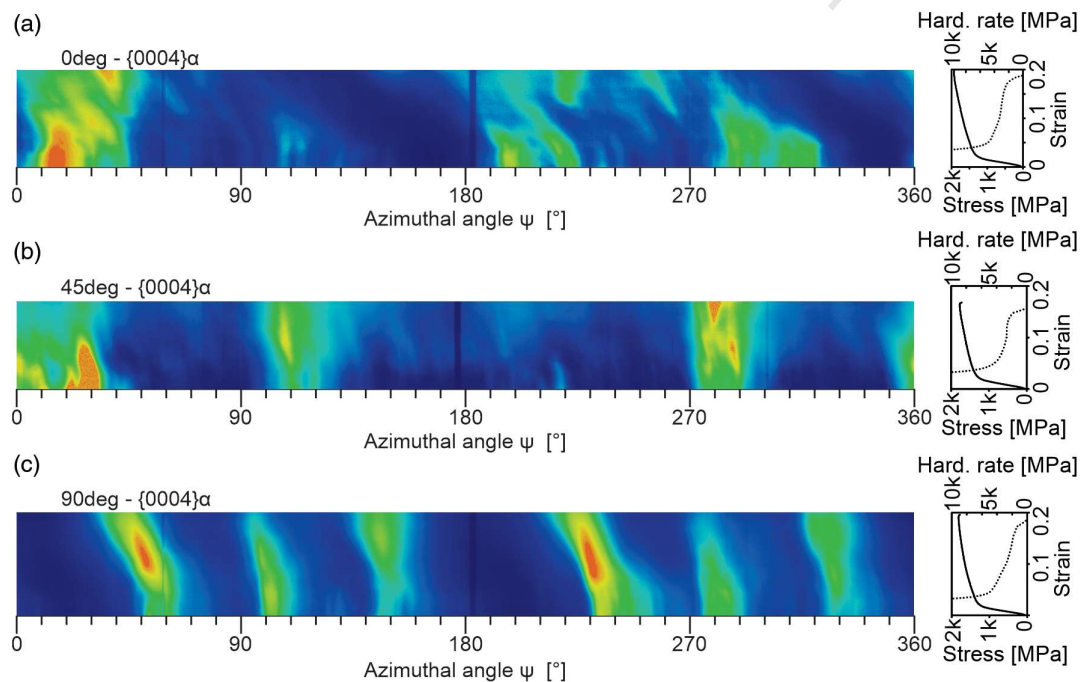 (a)
Hard. rate [MPa]
10k
5k
0
0deg - {0004}α
0.2
0.1
0
Strain
0
90
180
270
360
2k
1k
0
Azimuthal angle ψ [°]
Stress [MPa]
(b)
Hard. rate [MPa]
10k
5k
0
45deg - {0004}α
0.2
0.1
0
Strain
0
90
180
270
360
2k
1k
0
Azimuthal angle ψ [°]
Stress [MPa]
(c)
Hard. rate [MPa]
10k
5k
0
90deg - {0004}α
0.2
0.1
0
Strain
0
90
180
270
360
2k
1k
0
Azimuthal angle ψ [°]
Stress [MPa]